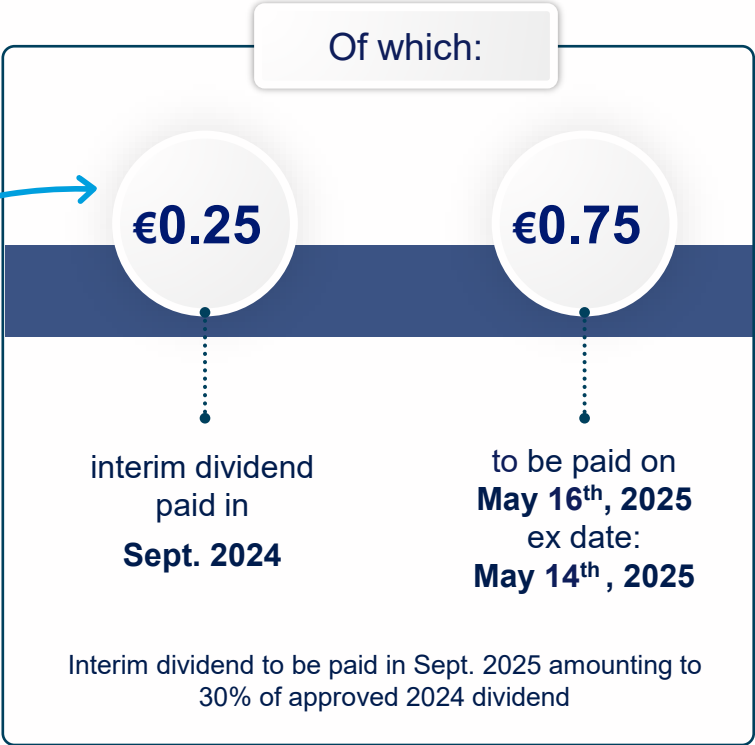 Of which:
€0.25
€0.75
interim dividend
paid in
Sept. 2024
to be paid on
May 16th, 2025
ex date:
May 14th , 2025
Interim dividend to be paid in Sept. 2025 amounting to
30% of approved 2024 dividend